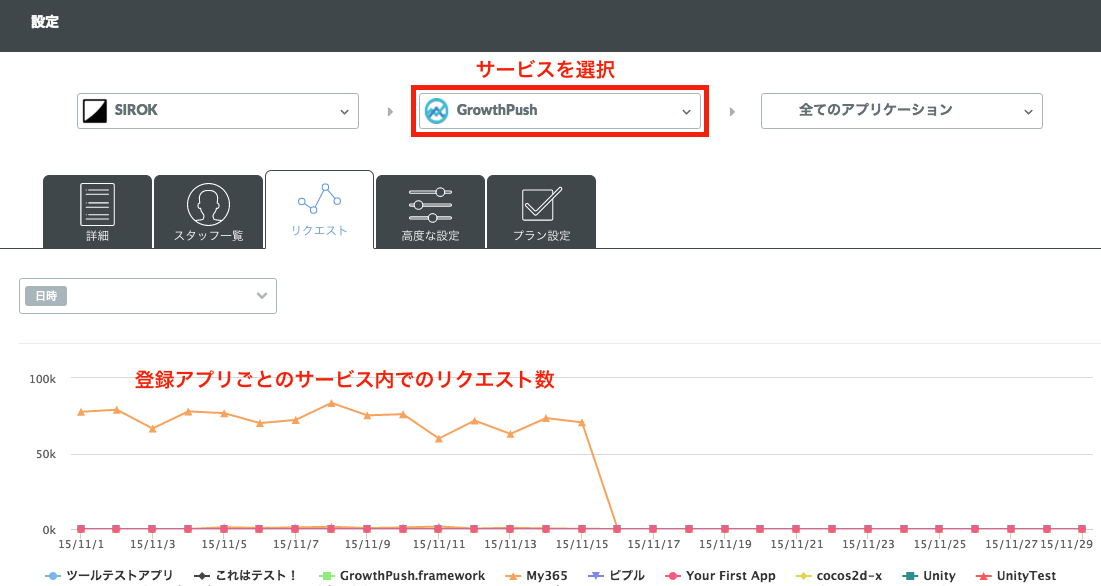 設定
サービスを選択
SIROK
GrowthPush
全てのアプリケーション
詳細
スタッフ一覧
リクエスト
高度な設定
プラン設定
日時
登録アプリごとのサービス内でのリクエスト数
100k
50k
0k
15/11/1 15/11/3 15/11/5 15/11/7 15/11/9 15/11/11 15/11/13 15/11/15 15/11/17 15/11/19 15/11/21 15/11/23 15/11/25 15/11/27 15/11/29
ツールテストアプリ これはテスト！ GrowthPush.framework My365 ピプル Your First App cocos2d-x Unity UnityTest